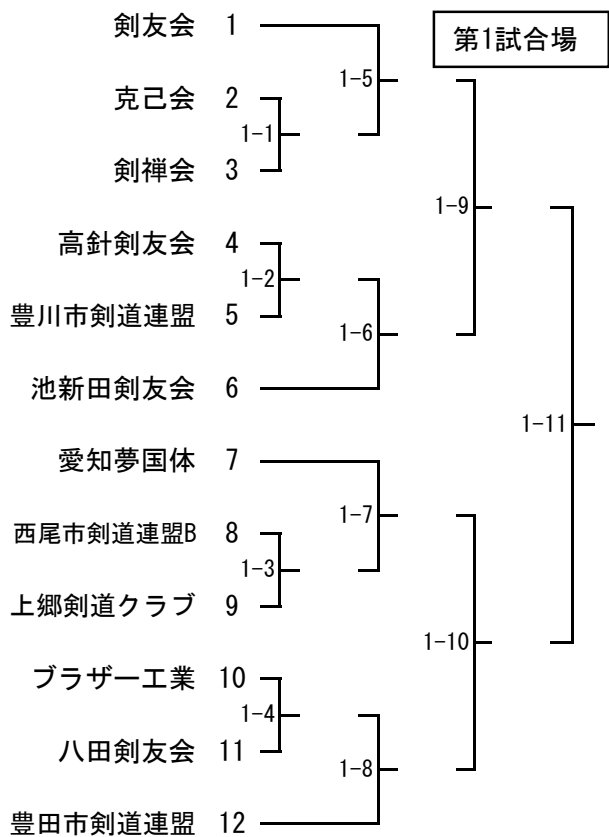 第1試合場
剣友会 1
1-5
克己会 2
1-1
剣禅会 3
1-9
高針剣友会 4
1-2
豊川市剣道連盟 5
1-6
池新田剣友会 6
1-11
愛知夢国体 7
1-7
西尾市剣道連盟B 8
1-3
上郷剣道クラブ 9
1-10
ブラザー工業 10
1-4
八田剣友会 11
1-8
豊田市剣道連盟 12